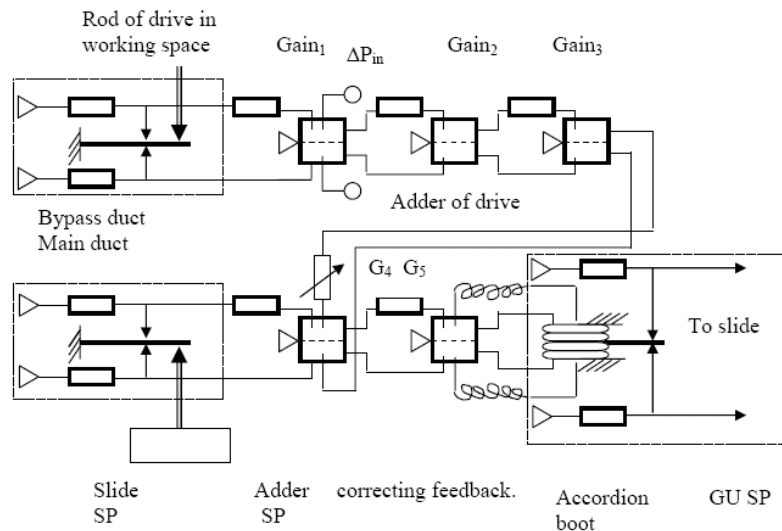 Rod of drive in
working space
Gain₁
ΔPᵢₙ
Gain₂
Gain₃
Adder of drive
Bypass duct
Main duct
G₄ G₅
To slide
Slide
SP
Adder
SP
correcting feedback.
Accordion
boot
GU SP